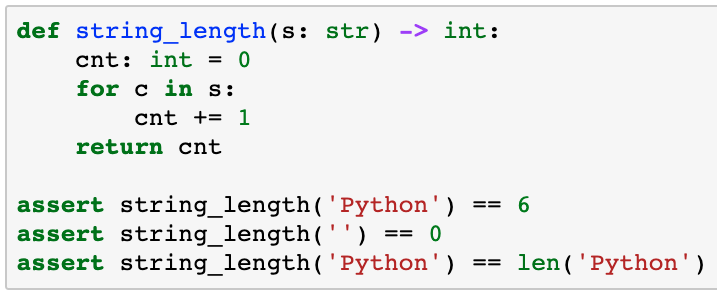 def string_length(s: str) -> int:
    cnt: int = 0
    for c in s:
        cnt += 1
    return cnt

assert string_length('Python') == 6
assert string_length('') == 0
assert string_length('Python') == len('Python')